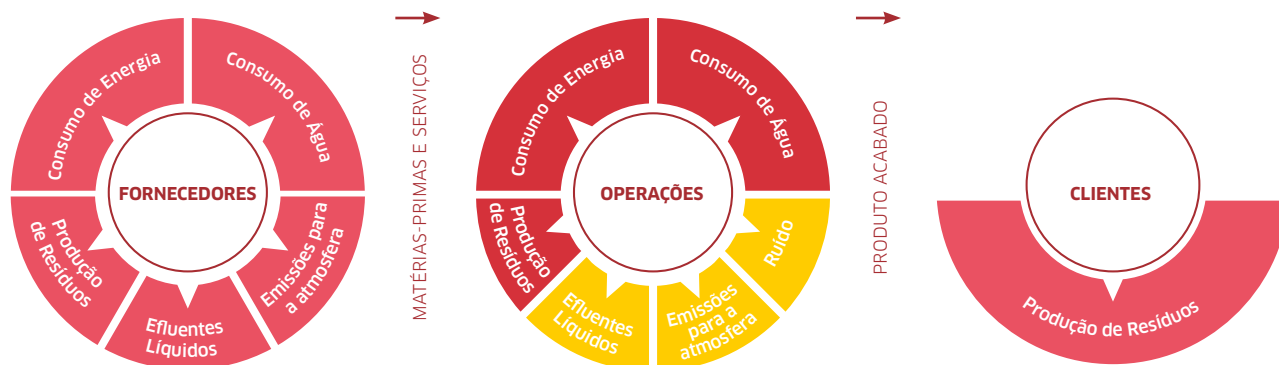 Consumo de Energia
Consumo de Água
FORNECEDORES
Produção
de Resíduos
Efluentes
Líquidos
Emissões para
a atmosfera
MATÉRIAS-PRIMAS E SERVIÇOS
Consumo de Energia
Consumo de Água
OPERAÇÕES
Produção
de Resíduos
Efluentes
Líquidos
Emissões
para a
atmosfera
Ruído
PRODUTO ACABADO
CLIENTES
Produção de Resíduos